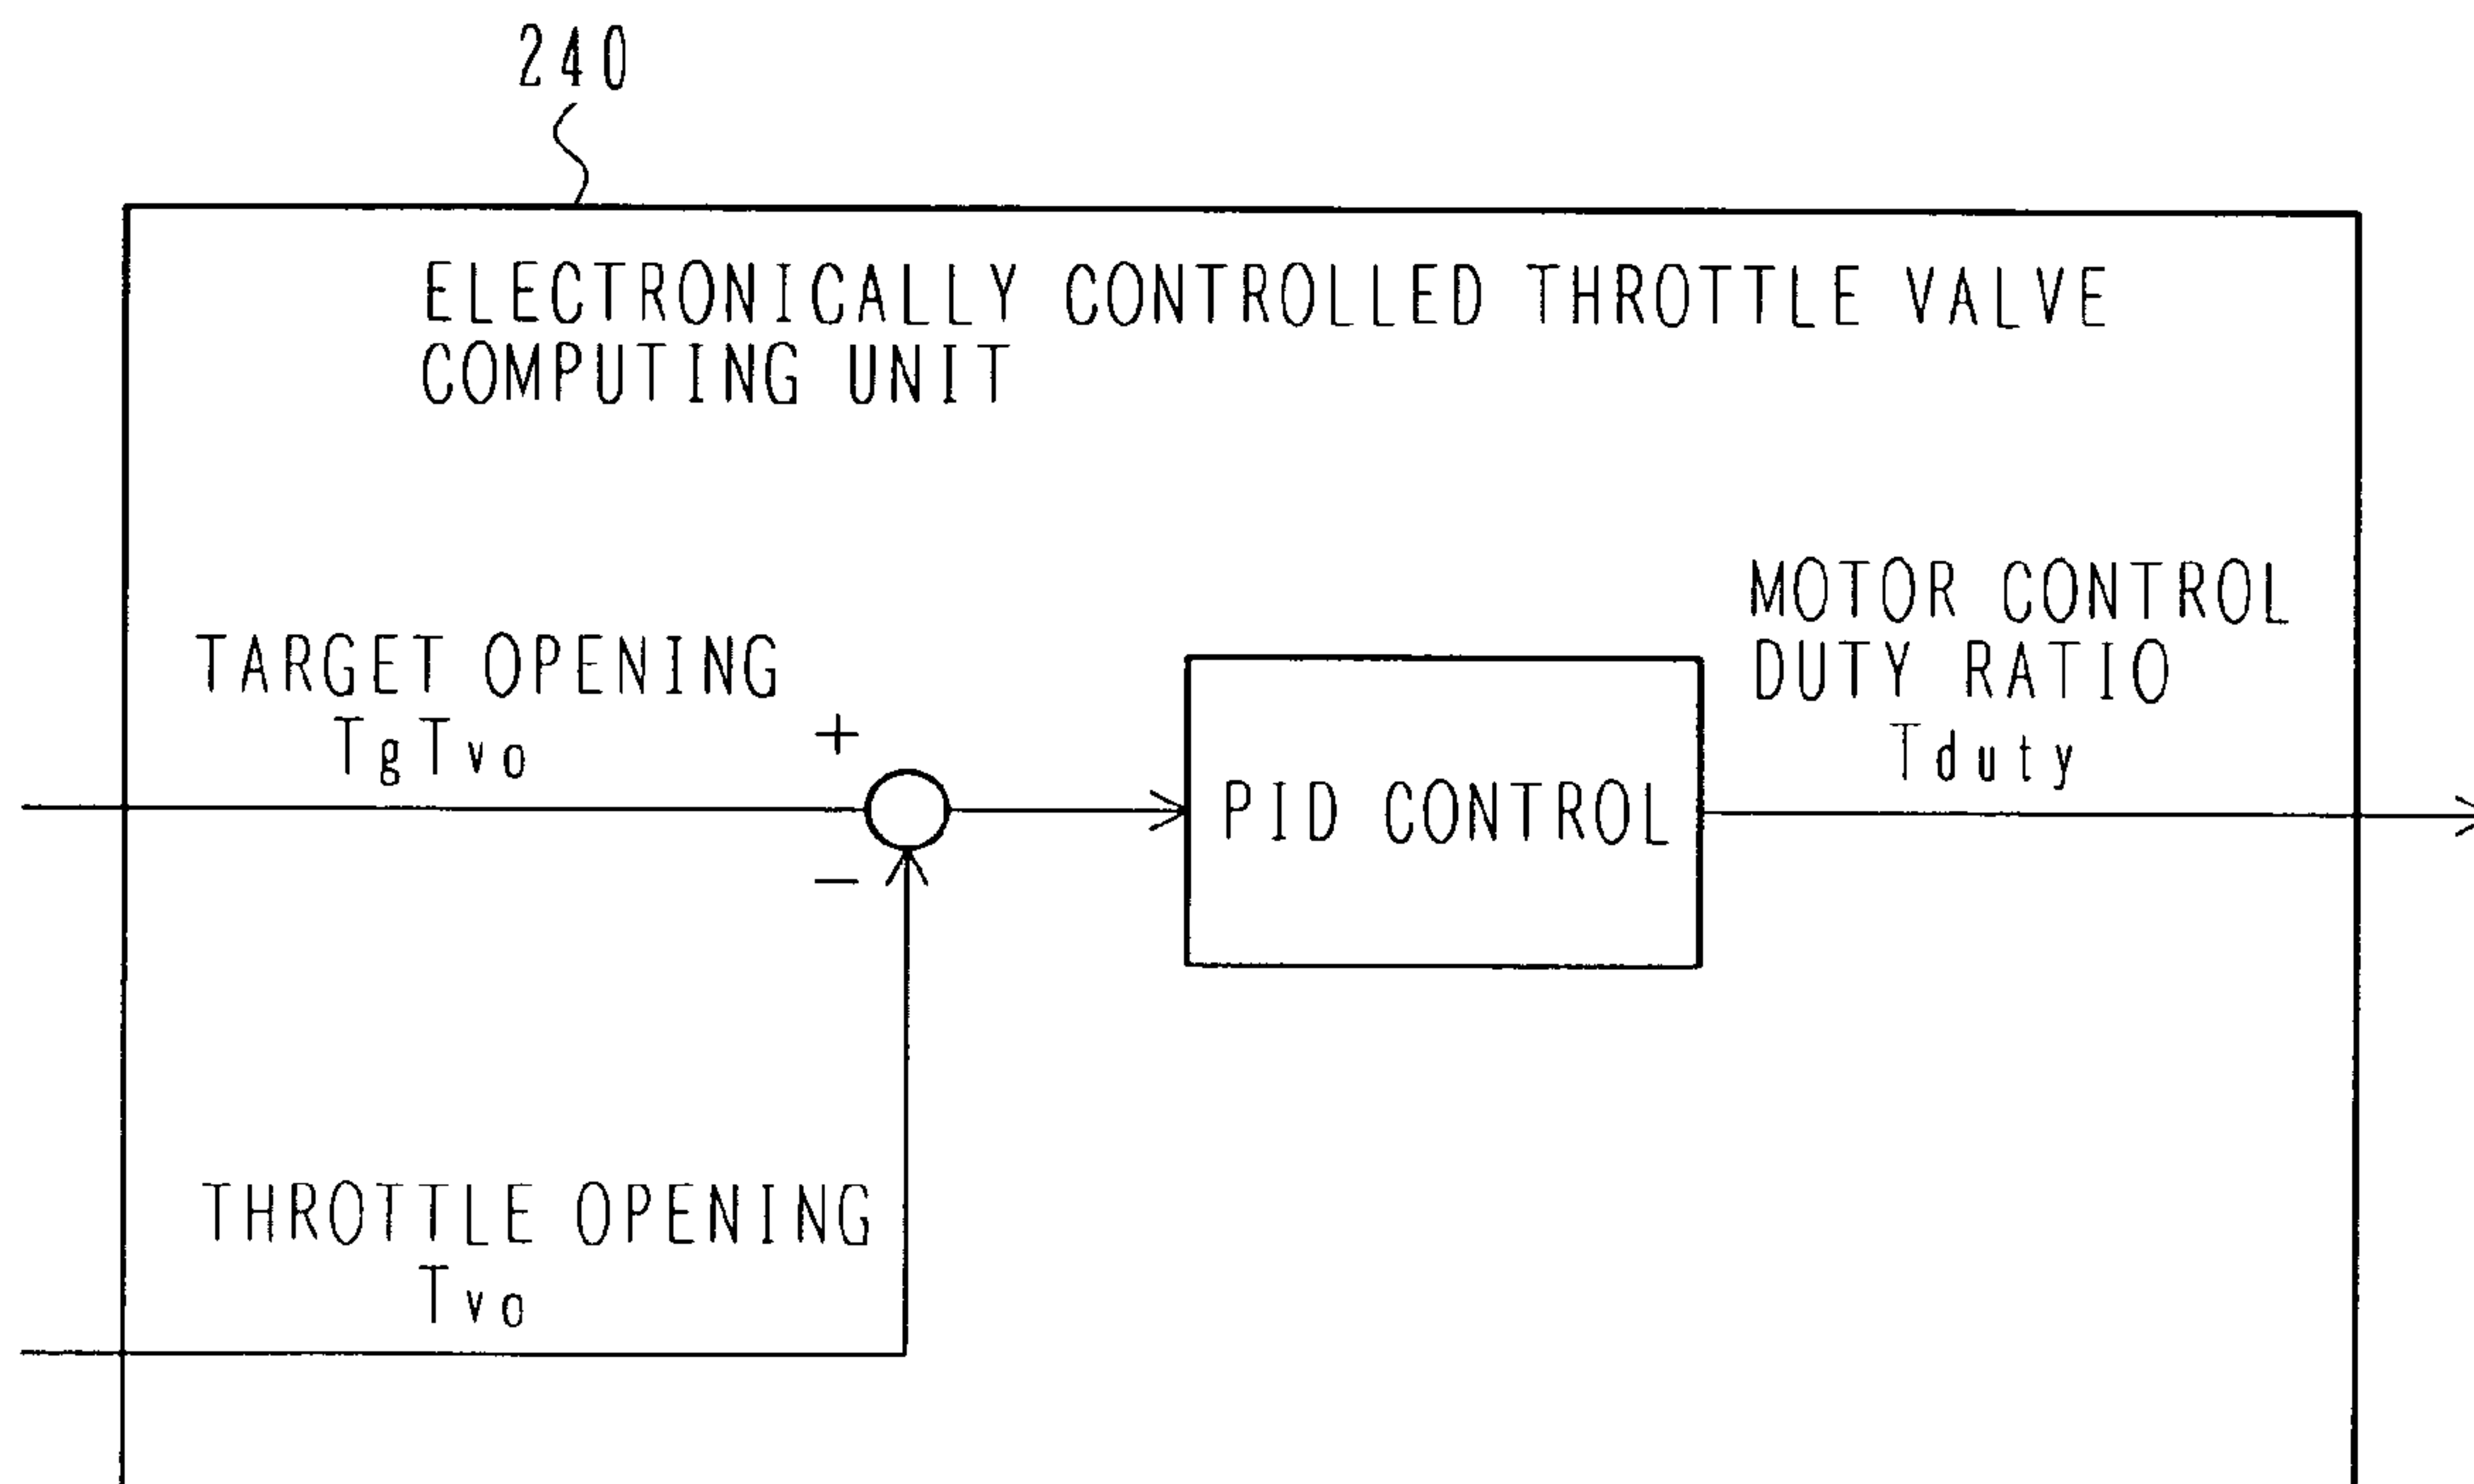 240
ELECTRONICALLY CONTROLLED THROTTLE VALVE
COMPUTING UNIT
MOTOR CONTROL
DUTY RATIO
Tduty
TARGET OPENING
TgTvo
+
PID CONTROL
−
THROTTLE OPENING
Tvo